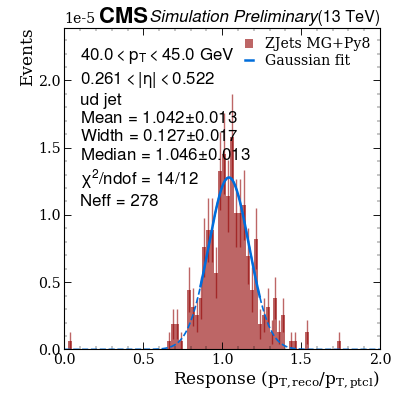 1e-5 CMS Simulation Preliminary (13 TeV)
Events
40.0 < pT < 45.0 GeV
0.261 < |η| < 0.522
ud jet
Mean = 1.042±0.013
Width = 0.127±0.017
Median = 1.046±0.013
χ²/ndof = 14/12
Neff = 278
ZJets MG+Py8
Gaussian fit
2.0
1.5
1.0
0.5
0.0
0.0 0.5 1.0 1.5 2.0
Response (pT,reco/pT,ptcl)